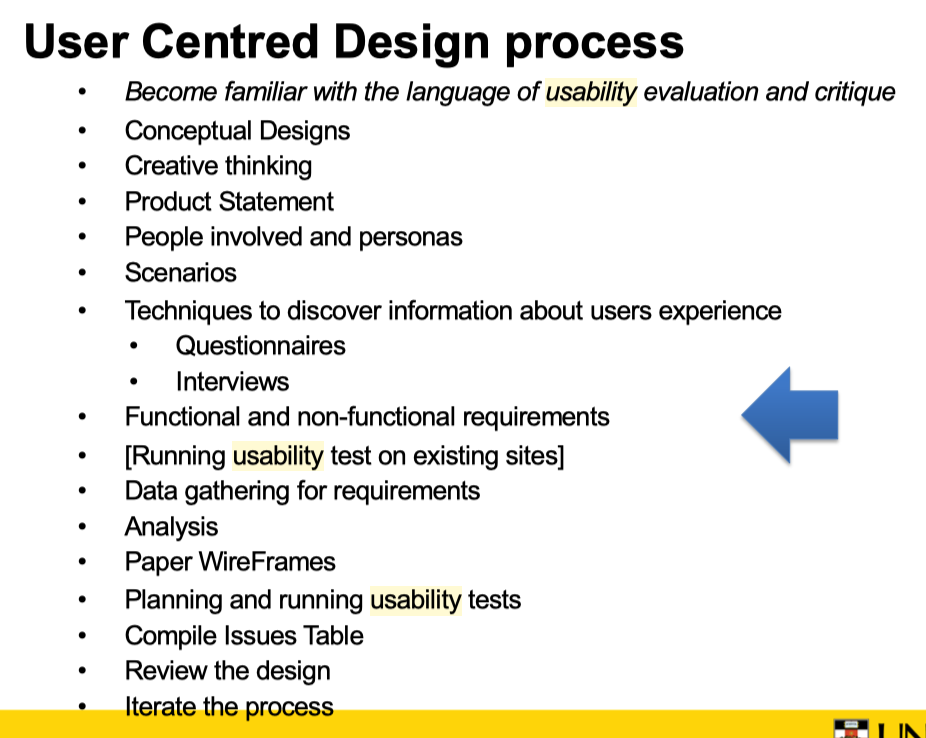 User Centred Design process
• Become familiar with the language of usability evaluation and critique
• Conceptual Designs
• Creative thinking
• Product Statement
• People involved and personas
• Scenarios
• Techniques to discover information about users experience
• Questionnaires
• Interviews
• Functional and non-functional requirements
• [Running usability test on existing sites]
• Data gathering for requirements
• Analysis
• Paper WireFrames
• Planning and running usability tests
• Compile Issues Table
• Review the design
• Iterate the process